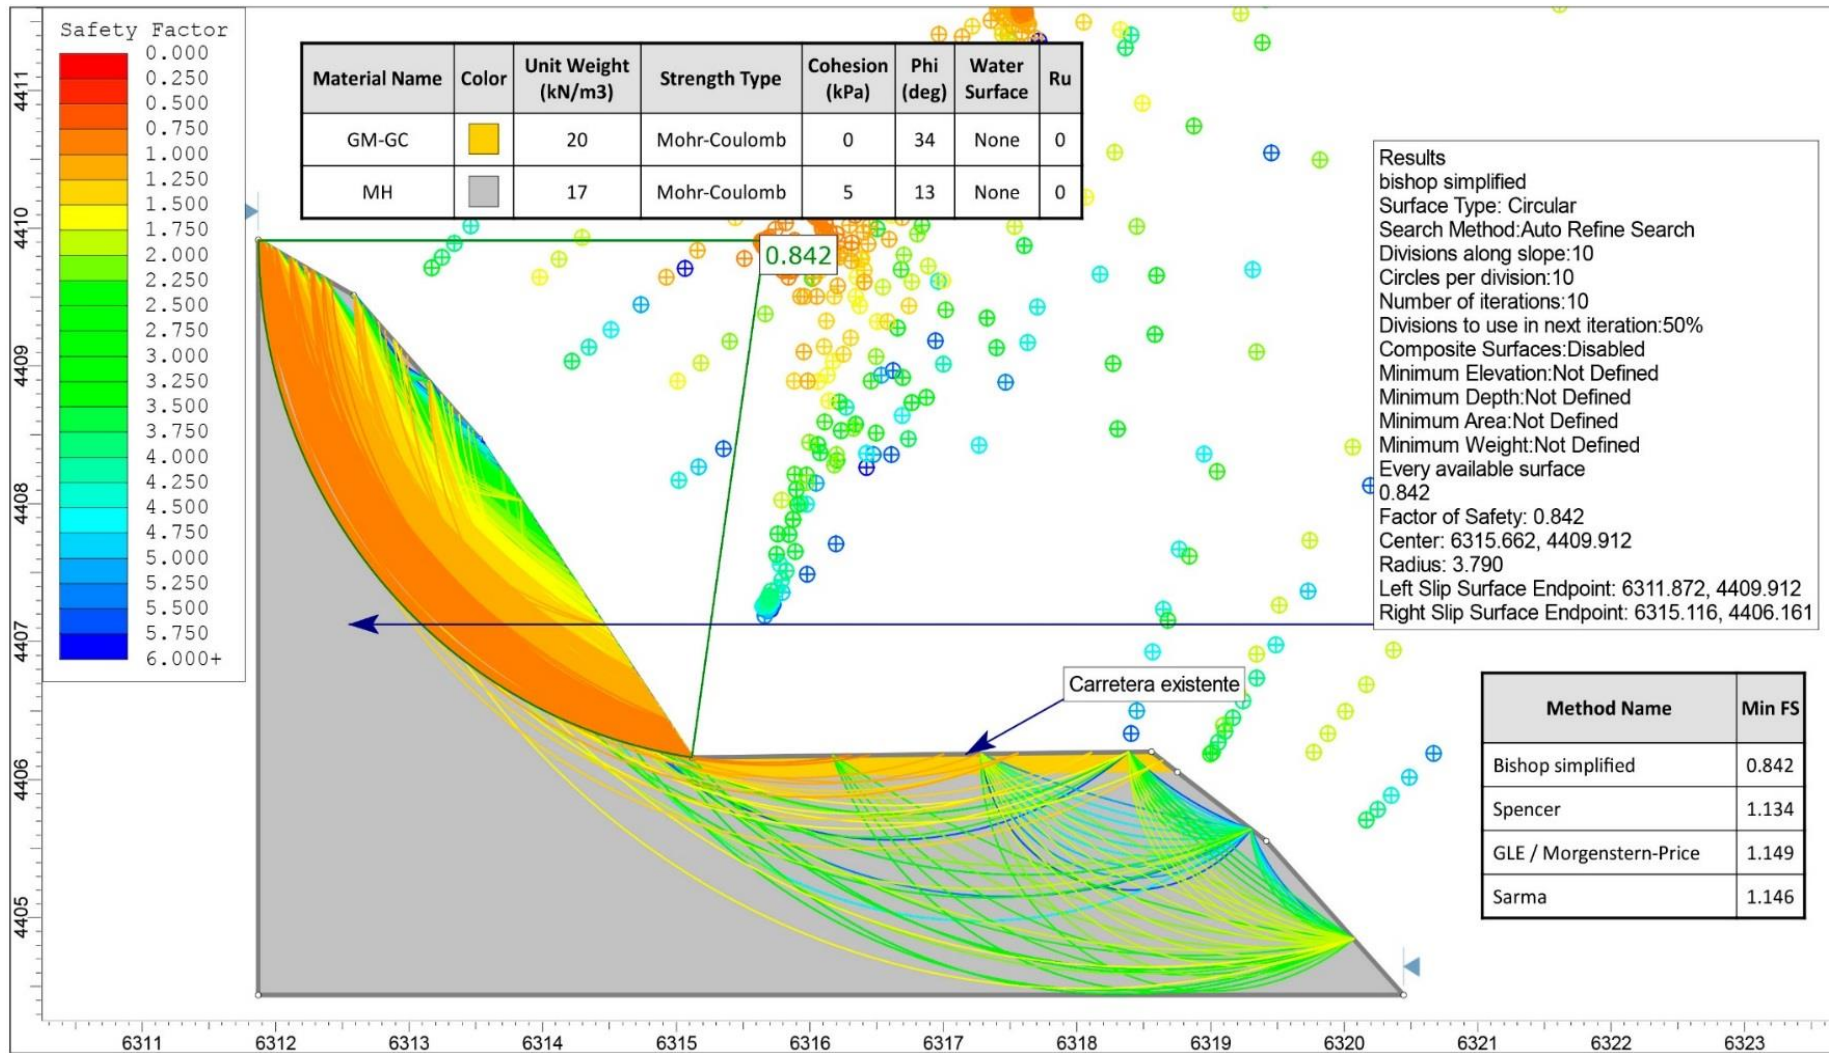 Safety Factor
0.000
0.250
0.500
0.750
1.000
1.250
1.500
1.750
2.000
2.250
2.500
2.750
3.000
3.250
3.500
3.750
4.000
4.250
4.500
4.750
5.000
5.250
5.500
5.750
6.000+
Material Name Color Unit Weight (kN/m3) Strength Type Cohesion (kPa) Phi (deg) Water Surface Ru
GM-GC 20 Mohr-Coulomb 0 34 None 0
MH 17 Mohr-Coulomb 5 13 None 0
0.842
Results
bishop simplified
Surface Type: Circular
Search Method:Auto Refine Search
Divisions along slope:10
Circles per division:10
Number of iterations:10
Divisions to use in next iteration:50%
Composite Surfaces:Disabled
Minimum Elevation:Not Defined
Minimum Depth:Not Defined
Minimum Area:Not Defined
Minimum Weight:Not Defined
Every available surface
0.842
Factor of Safety: 0.842
Center: 6315.662, 4409.912
Radius: 3.790
Left Slip Surface Endpoint: 6311.872, 4409.912
Right Slip Surface Endpoint: 6315.116, 4406.161
Carretera existente
Method Name Min FS
Bishop simplified 0.842
Spencer 1.134
GLE / Morgenstern-Price 1.149
Sarma 1.146
4411
4410
4409
4408
4407
4406
4405
6311 6312 6313 6314 6315 6316 6317 6318 6319 6320 6321 6322 6323